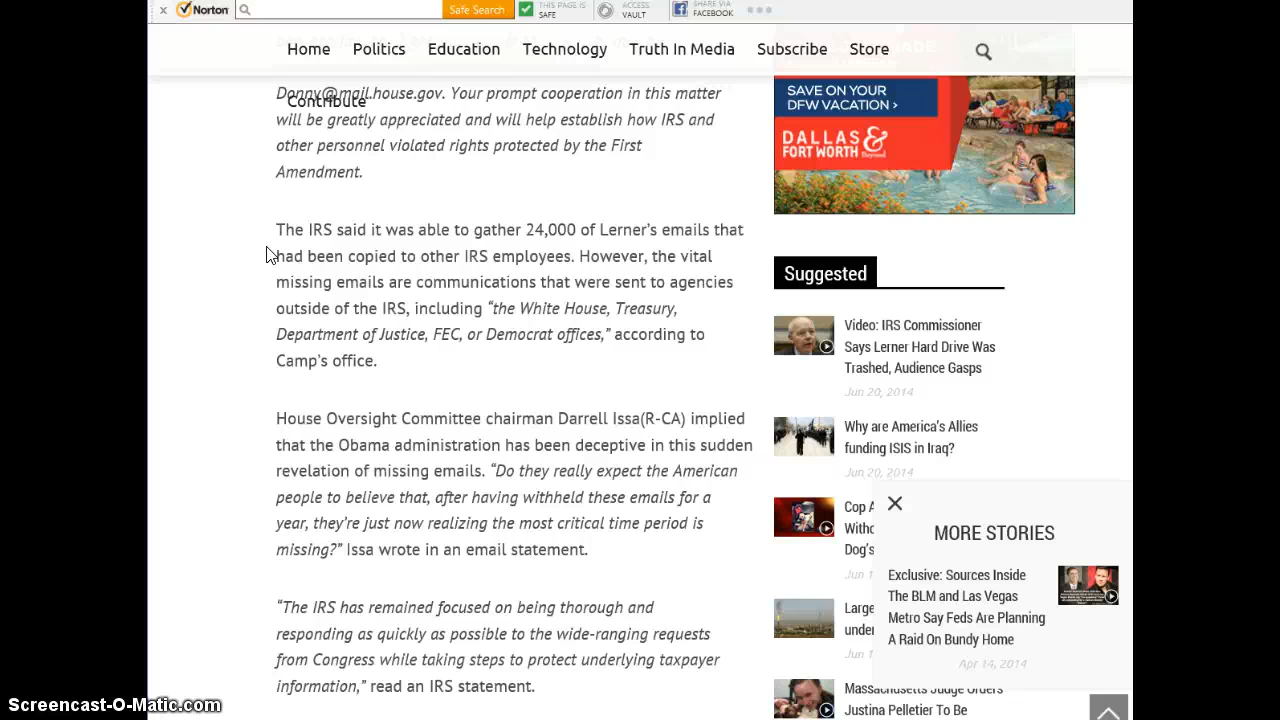 Norton
Safe Search
THIS PAGE IS
SAFE
ACCESS
VAULT
SHARE VIA
FACEBOOK
Home Politics Education Technology Truth In Media Subscribe Store
Contribute
mail.house.gov. Your prompt cooperation in this matter
will be greatly appreciated and will help establish how IRS and
other personnel violated rights protected by the First
Amendment.
The IRS said it was able to gather 24,000 of Lerner’s emails that
had been copied to other IRS employees. However, the vital
missing emails are communications that were sent to agencies
outside of the IRS, including “the White House, Treasury,
Department of Justice, FEC, or Democrat offices,” according to
Camp’s office.
House Oversight Committee chairman Darrell Issa(R-CA) implied
that the Obama administration has been deceptive in this sudden
revelation of missing emails. “Do they really expect the American
people to believe that, after having withheld these emails for a
year, they’re just now realizing the most critical time period is
missing?” Issa wrote in an email statement.
“The IRS has remained focused on being thorough and
responding as quickly as possible to the wide-ranging requests
from Congress while taking steps to protect underlying taxpayer
information,” read an IRS statement.
SAVE ON YOUR
DFW VACATION >
DALLAS &
FORT WORTH
Beyond
Suggested
Video: IRS Commissioner
Says Lerner Hard Drive Was
Trashed, Audience Gasps
Jun 20, 2014
Why are America’s Allies
funding ISIS in Iraq?
Jun 20, 2014
Cop A
Witho
Dog’s
Jun 1
Large
under
Jun 1
Massachusetts Judge Orders
Justina Pelletier To Be
MORE STORIES
Exclusive: Sources Inside
The BLM and Las Vegas
Metro Say Feds Are Planning
A Raid On Bundy Home
Apr 14, 2014
Screencast-O-Matic.com